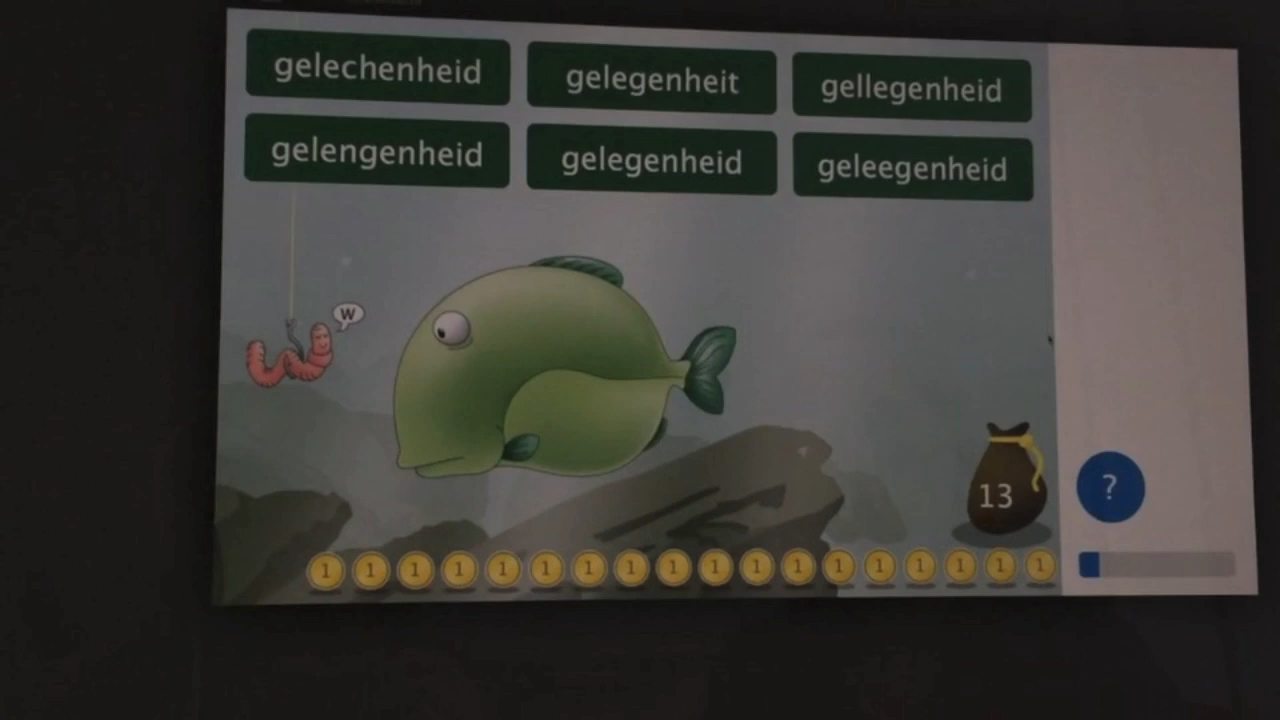 gelechenheid gelegenheit gellegenheid
gelengenheid gelegenheid geleegenheid
W
13
?
1 1 1 1 1 1 1 1 1 1 1 1 1 1 1 1 1 1